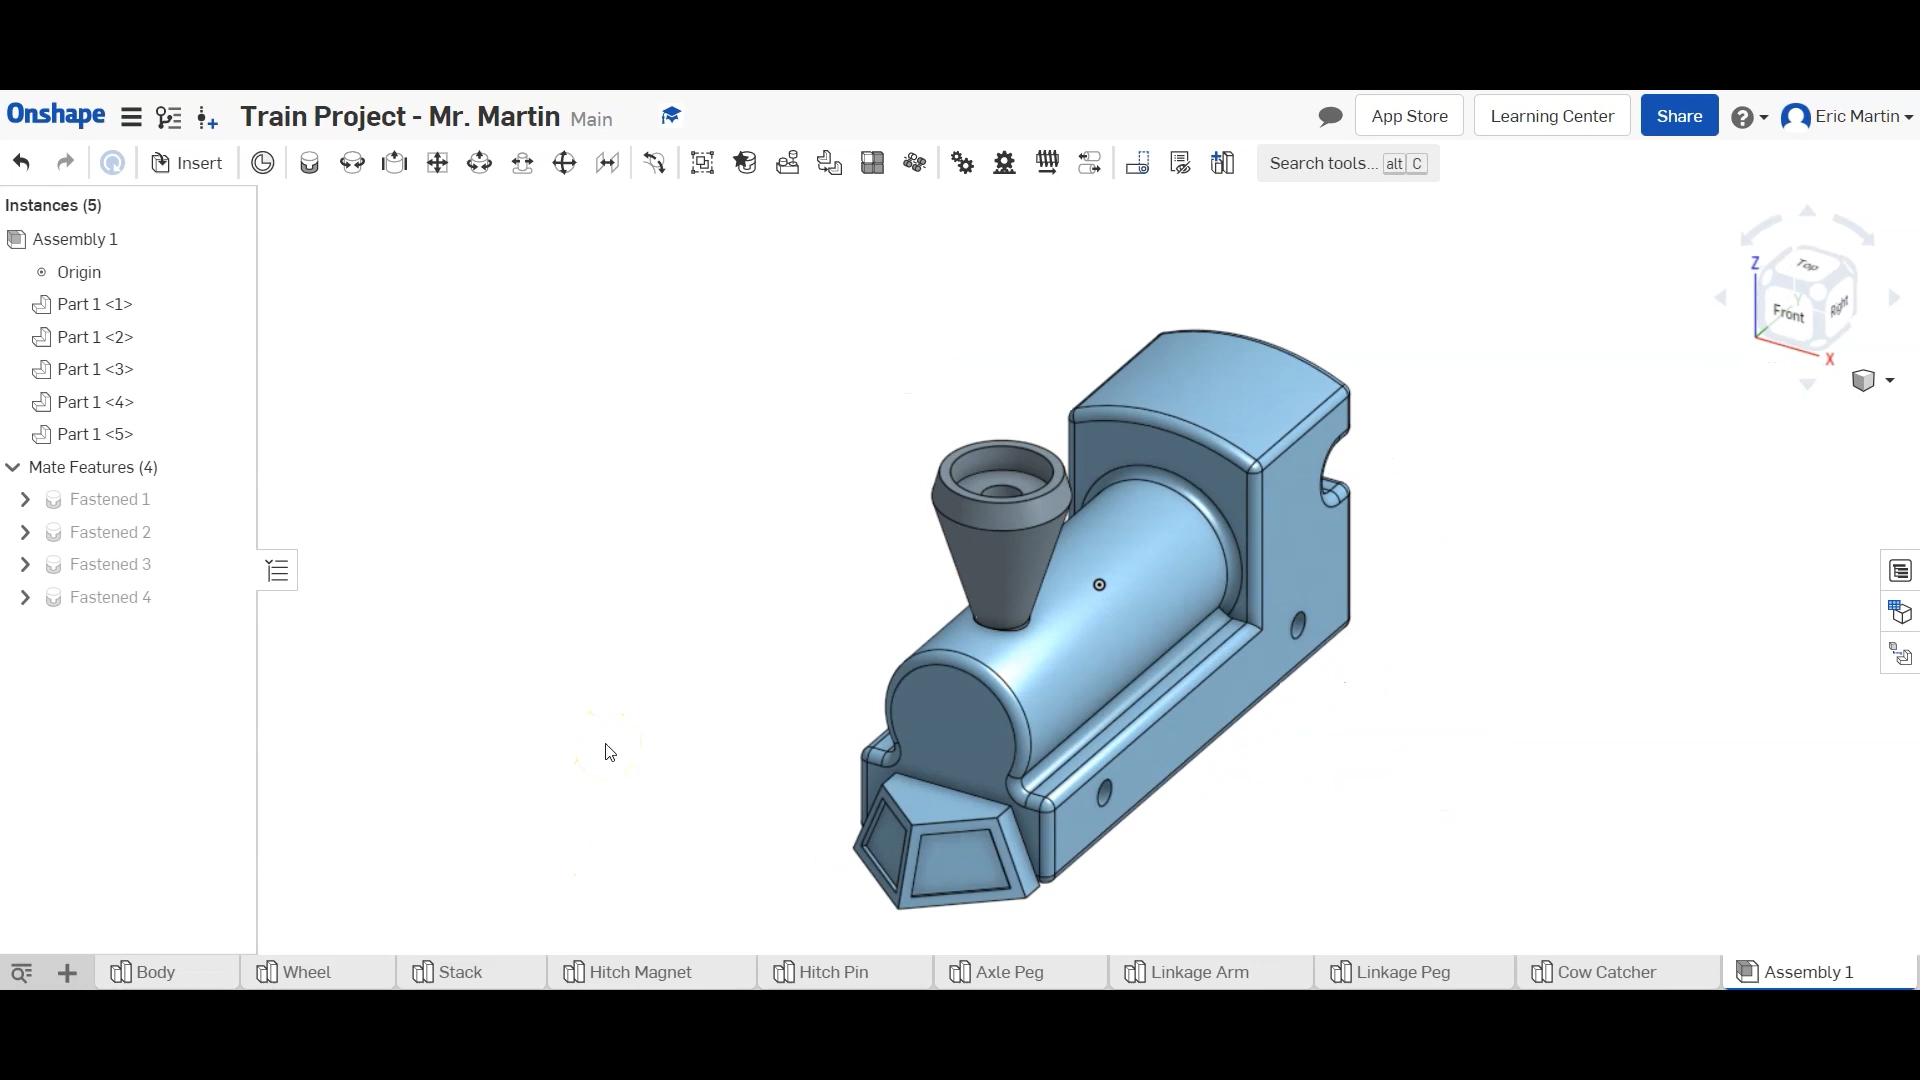 Onshape Train Project - Mr. Martin Main App Store Learning Center Share Eric Martin
Insert Search tools... alt C
Instances (5)
Assembly 1
Origin
Part 1 <1>
Part 1 <2>
Part 1 <3>
Part 1 <4>
Part 1 <5>
Mate Features (4)
Fastened 1
Fastened 2
Fastened 3
Fastened 4
Z
Top
Y
Front
Right
X
Body Wheel Stack Hitch Magnet Hitch Pin Axle Peg Linkage Arm Linkage Peg Cow Catcher Assembly 1